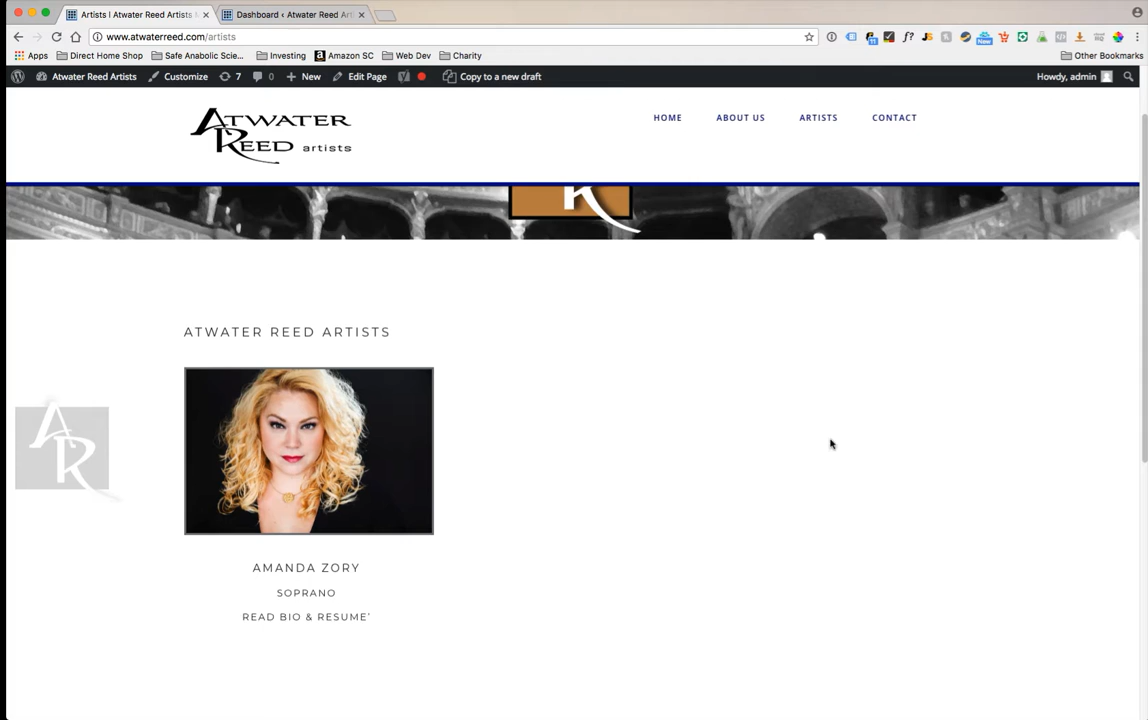 Artists | Atwater Reed Artists
Dashboard ‹ Atwater Reed Arti
www.atwaterreed.com/artists
Apps Direct Home Shop Safe Anabolic Scie... Investing Amazon SC Web Dev Charity Other Bookmarks
Atwater Reed Artists Customize 7 0 New Edit Page Copy to a new draft Howdy, admin
ATWATER
REED artists
HOME ABOUT US ARTISTS CONTACT
R
ATWATER REED ARTISTS
AR
AMANDA ZORY
SOPRANO
READ BIO & RESUME’